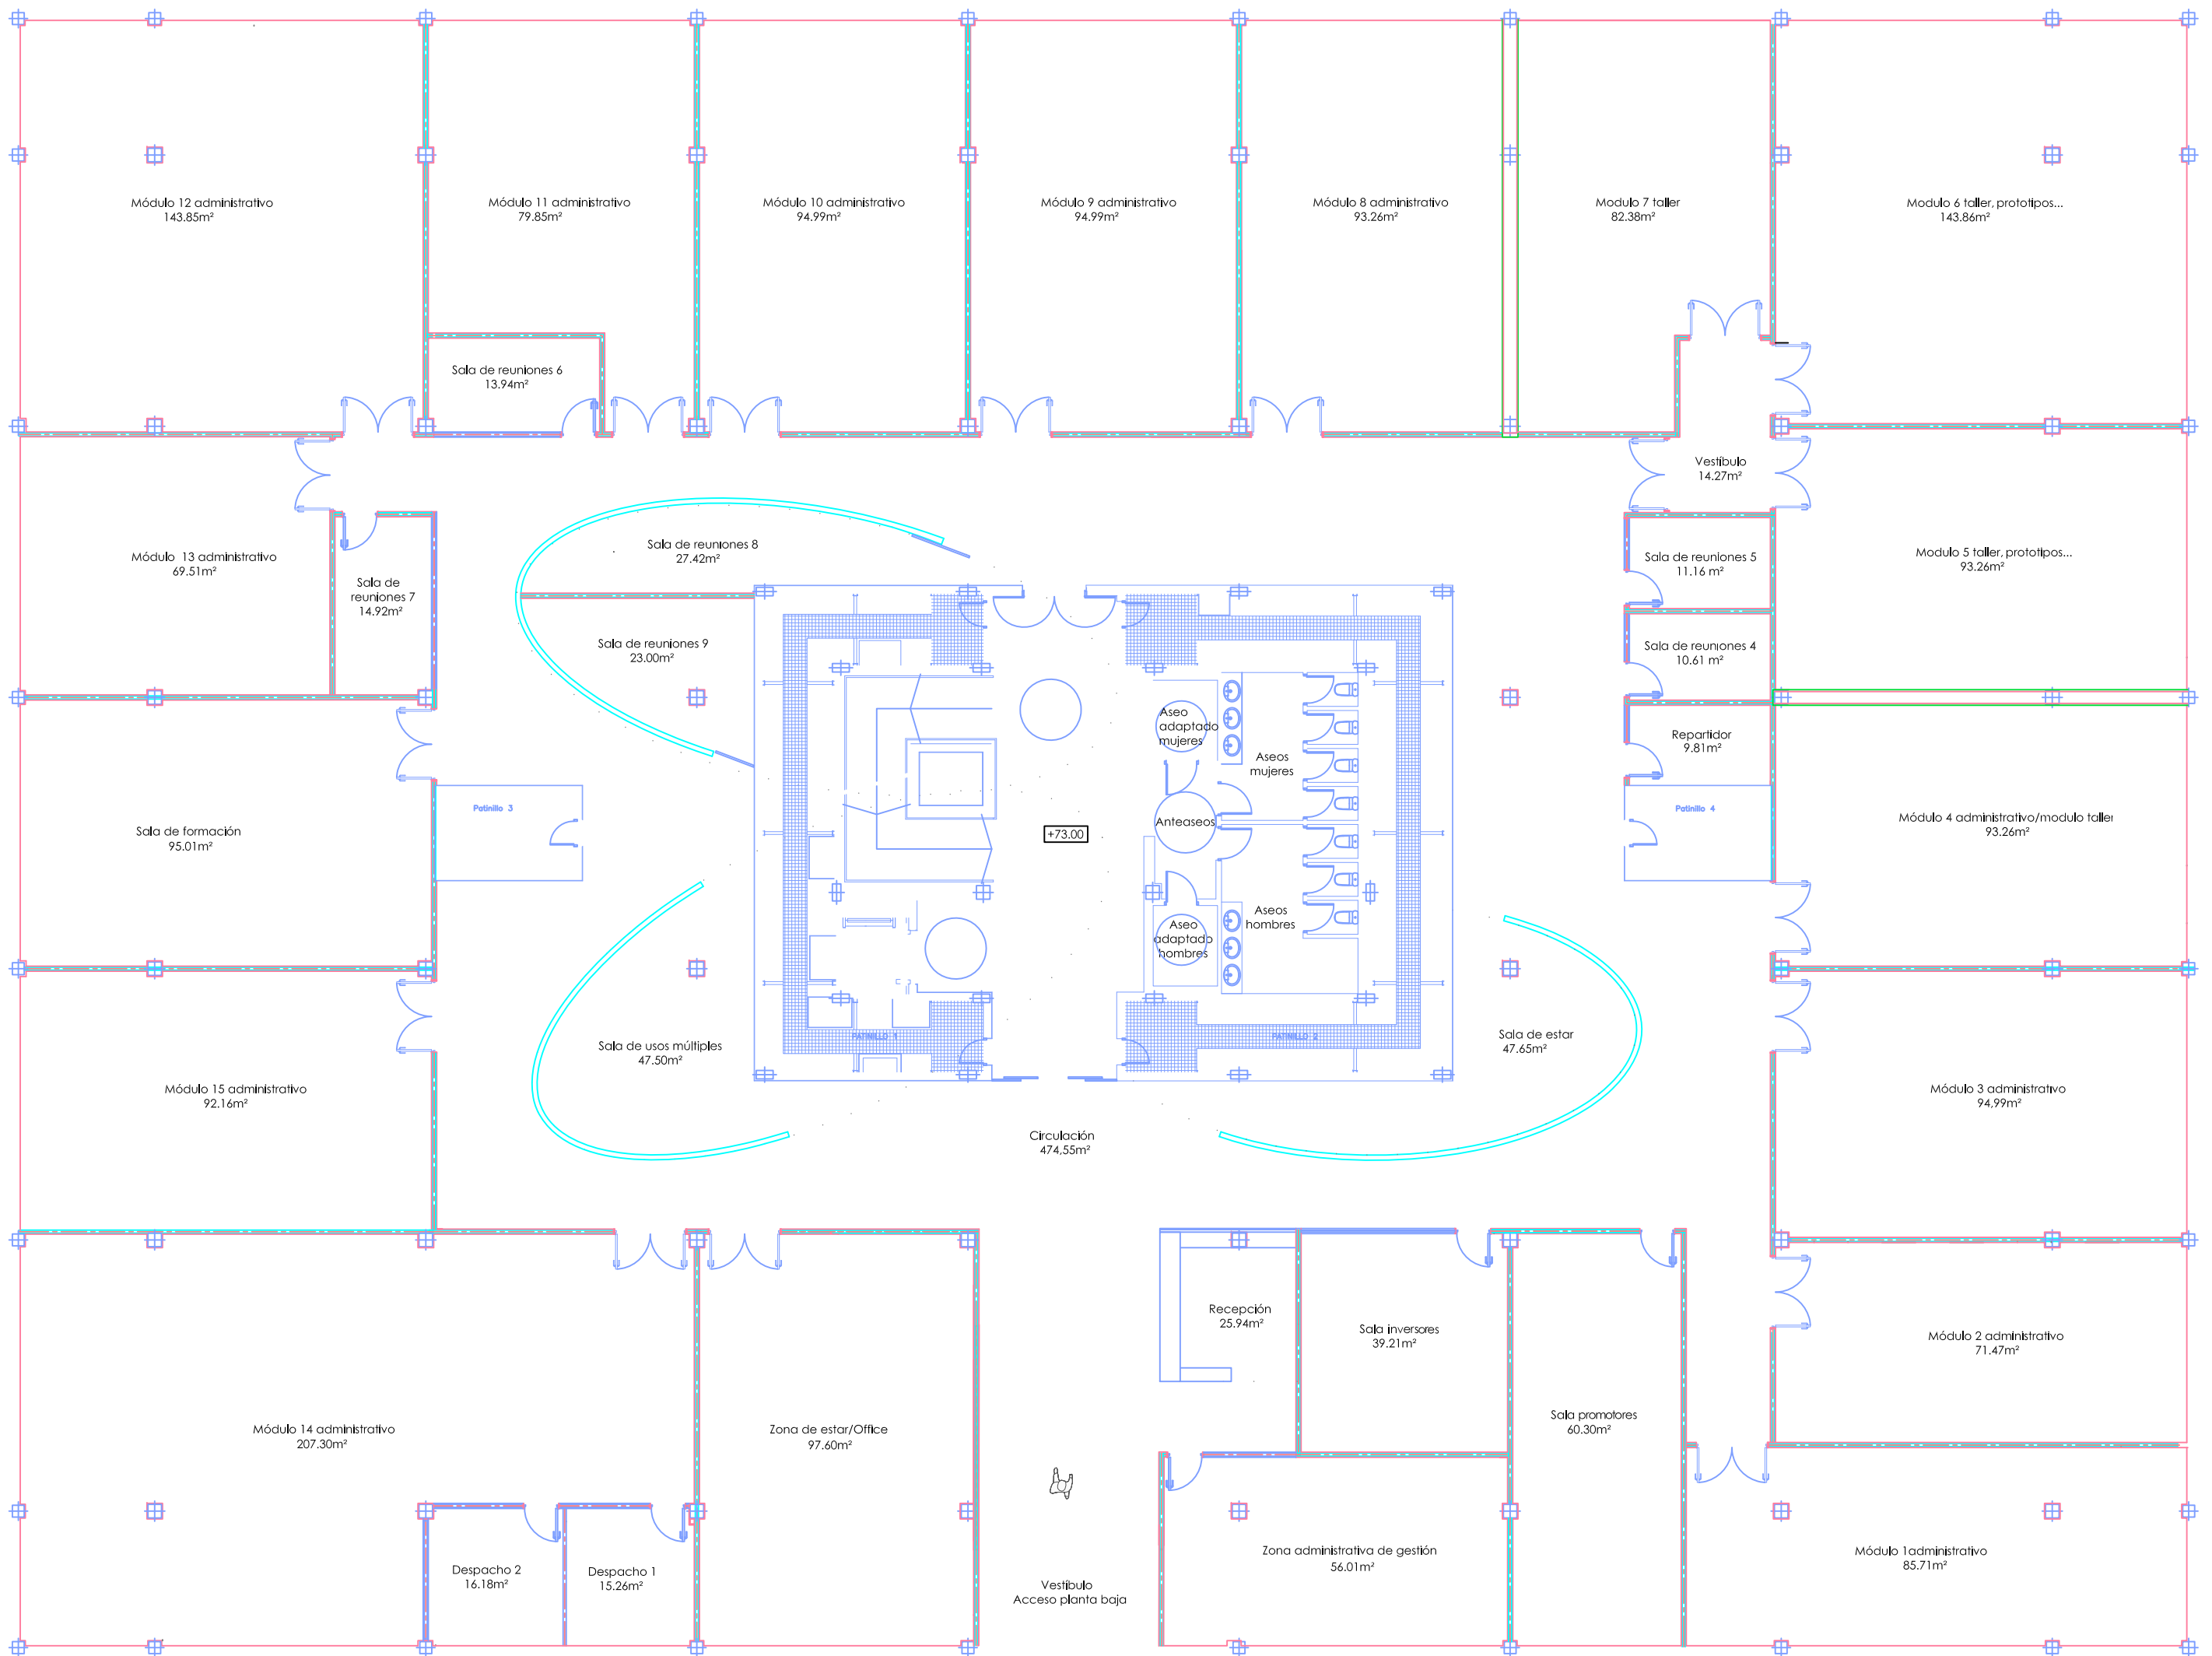 Módulo 12 administrativo
143.85m²
Módulo 11 administrativo
79.85m²
Módulo 10 administrativo
94.99m²
Módulo 9 administrativo
94.99m²
Módulo 8 administrativo
93.26m²
Modulo 7 taller
82.38m²
Modulo 6 taller, prototipos...
143.86m²
Sala de reuniones 6
13.94m²
Vestíbulo
14.27m²
Módulo  13 administrativo
69.51m²
Sala de
reuniones 7
14.92m²
Sala de reuniones 8
27.42m²
Sala de reuniones 9
23.00m²
Sala de reuniones 5
11.16 m²
Modulo 5 taller, prototipos...
93.26m²
Sala de reuniones 4
10.61 m²
Aseo
adaptado
mujeres
Aseos
mujeres
Repartidor
9.81m²
Patinillo 3
Patinillo 4
Sala de formación
95.01m²
+73.00
Anteaseos
Módulo 4 administrativo/modulo taller
93.26m²
Aseo
adaptado
hombres
Aseos
hombres
PATINILLO 1
PATINILLO 2
Sala de usos múltiples
47.50m²
Sala de estar
47.65m²
Módulo 15 administrativo
92.16m²
Módulo 3 administrativo
94,99m²
Circulación
474,55m²
Recepción
25.94m²
Sala inversores
39.21m²
Módulo 2 administrativo
71.47m²
Módulo 14 administrativo
207.30m²
Zona de estar/Office
97.60m²
Sala promotores
60.30m²
Despacho 2
16.18m²
Despacho 1
15.26m²
Vestíbulo
Acceso planta baja
Zona administrativa de gestión
56.01m²
Módulo 1administrativo
85.71m²